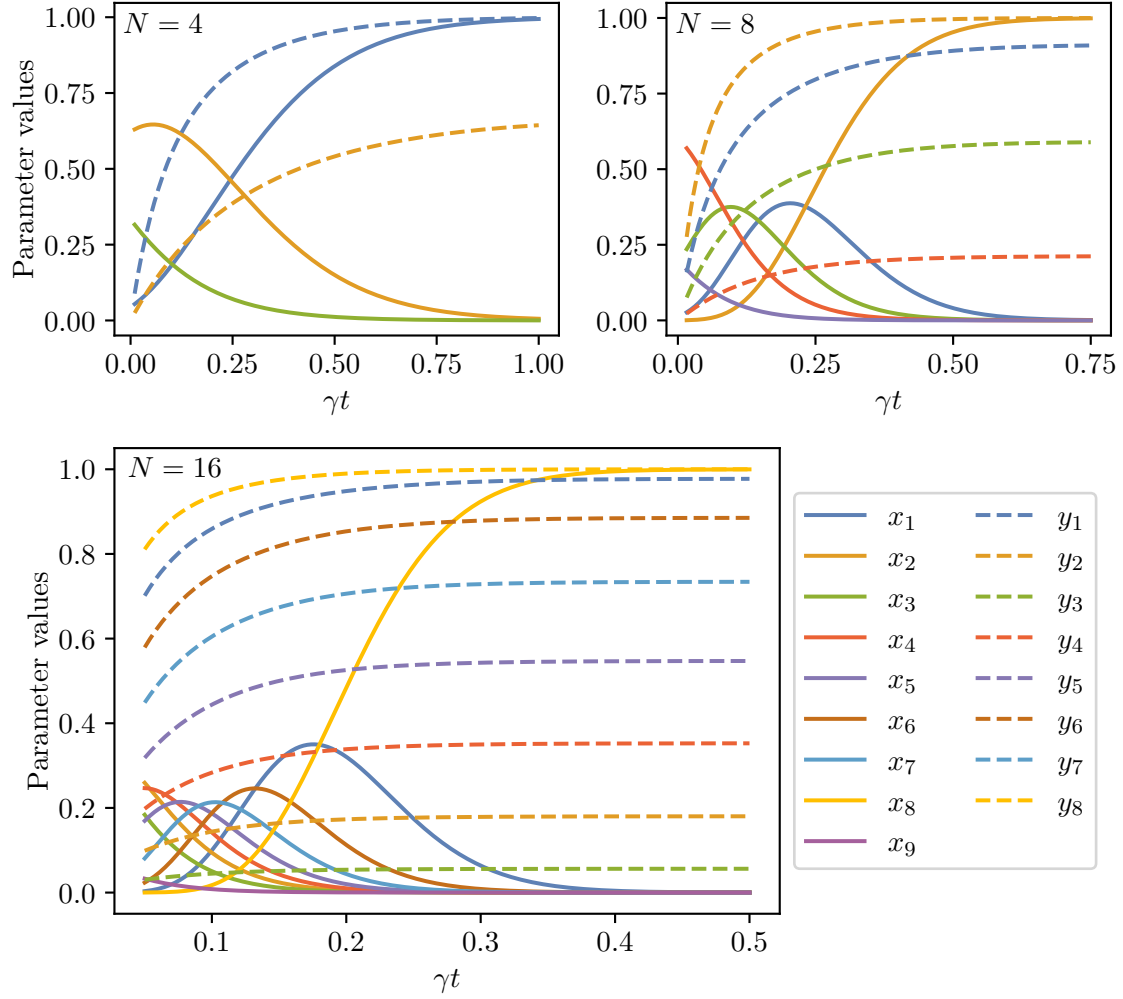 N = 4
1.00
0.75
0.50
0.25
0.00
Parameter values
0.00 0.25 0.50 0.75 1.00
γt
N = 8
1.00
0.75
0.50
0.25
0.00
0.00 0.25 0.50 0.75
γt
N = 16
1.0
0.8
0.6
0.4
0.2
0.0
Parameter values
0.1 0.2 0.3 0.4 0.5
γt
x₁ y₁
x₂ y₂
x₃ y₃
x₄ y₄
x₅ y₅
x₆ y₆
x₇ y₇
x₈ y₈
x₉